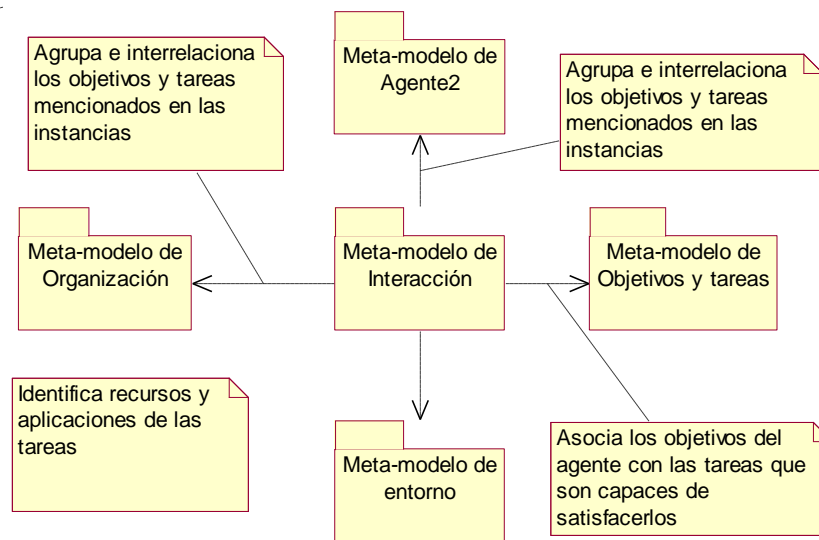 Agrupa e interrelaciona
los objetivos y tareas
mencionados en las
instancias
Meta-modelo de
Agente2
Agrupa e interrelaciona
los objetivos y tareas
mencionados en las
instancias
Meta-modelo de
Organización
Meta-modelo de
Interacción
Meta-modelo de
Objetivos y tareas
Identifica recursos y
aplicaciones de las
tareas
Meta-modelo de
entorno
Asocia los objetivos del
agente con las tareas que
son capaces de
satisfacerlos